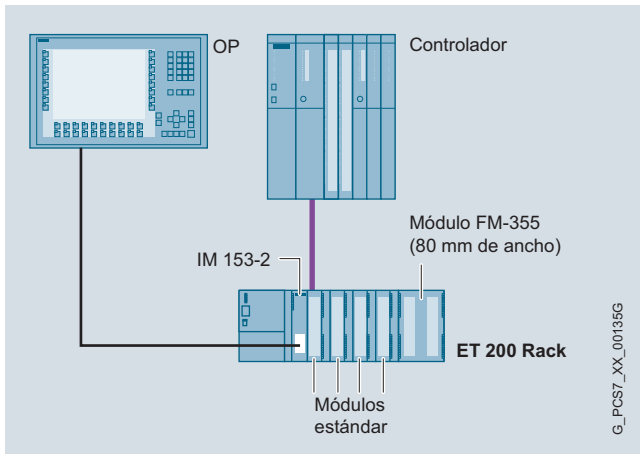 OP
Controlador
Módulo FM-355
(80 mm de ancho)
IM 153-2
ET 200 Rack
Módulos
estándar
G_PCS7_XX_00135G